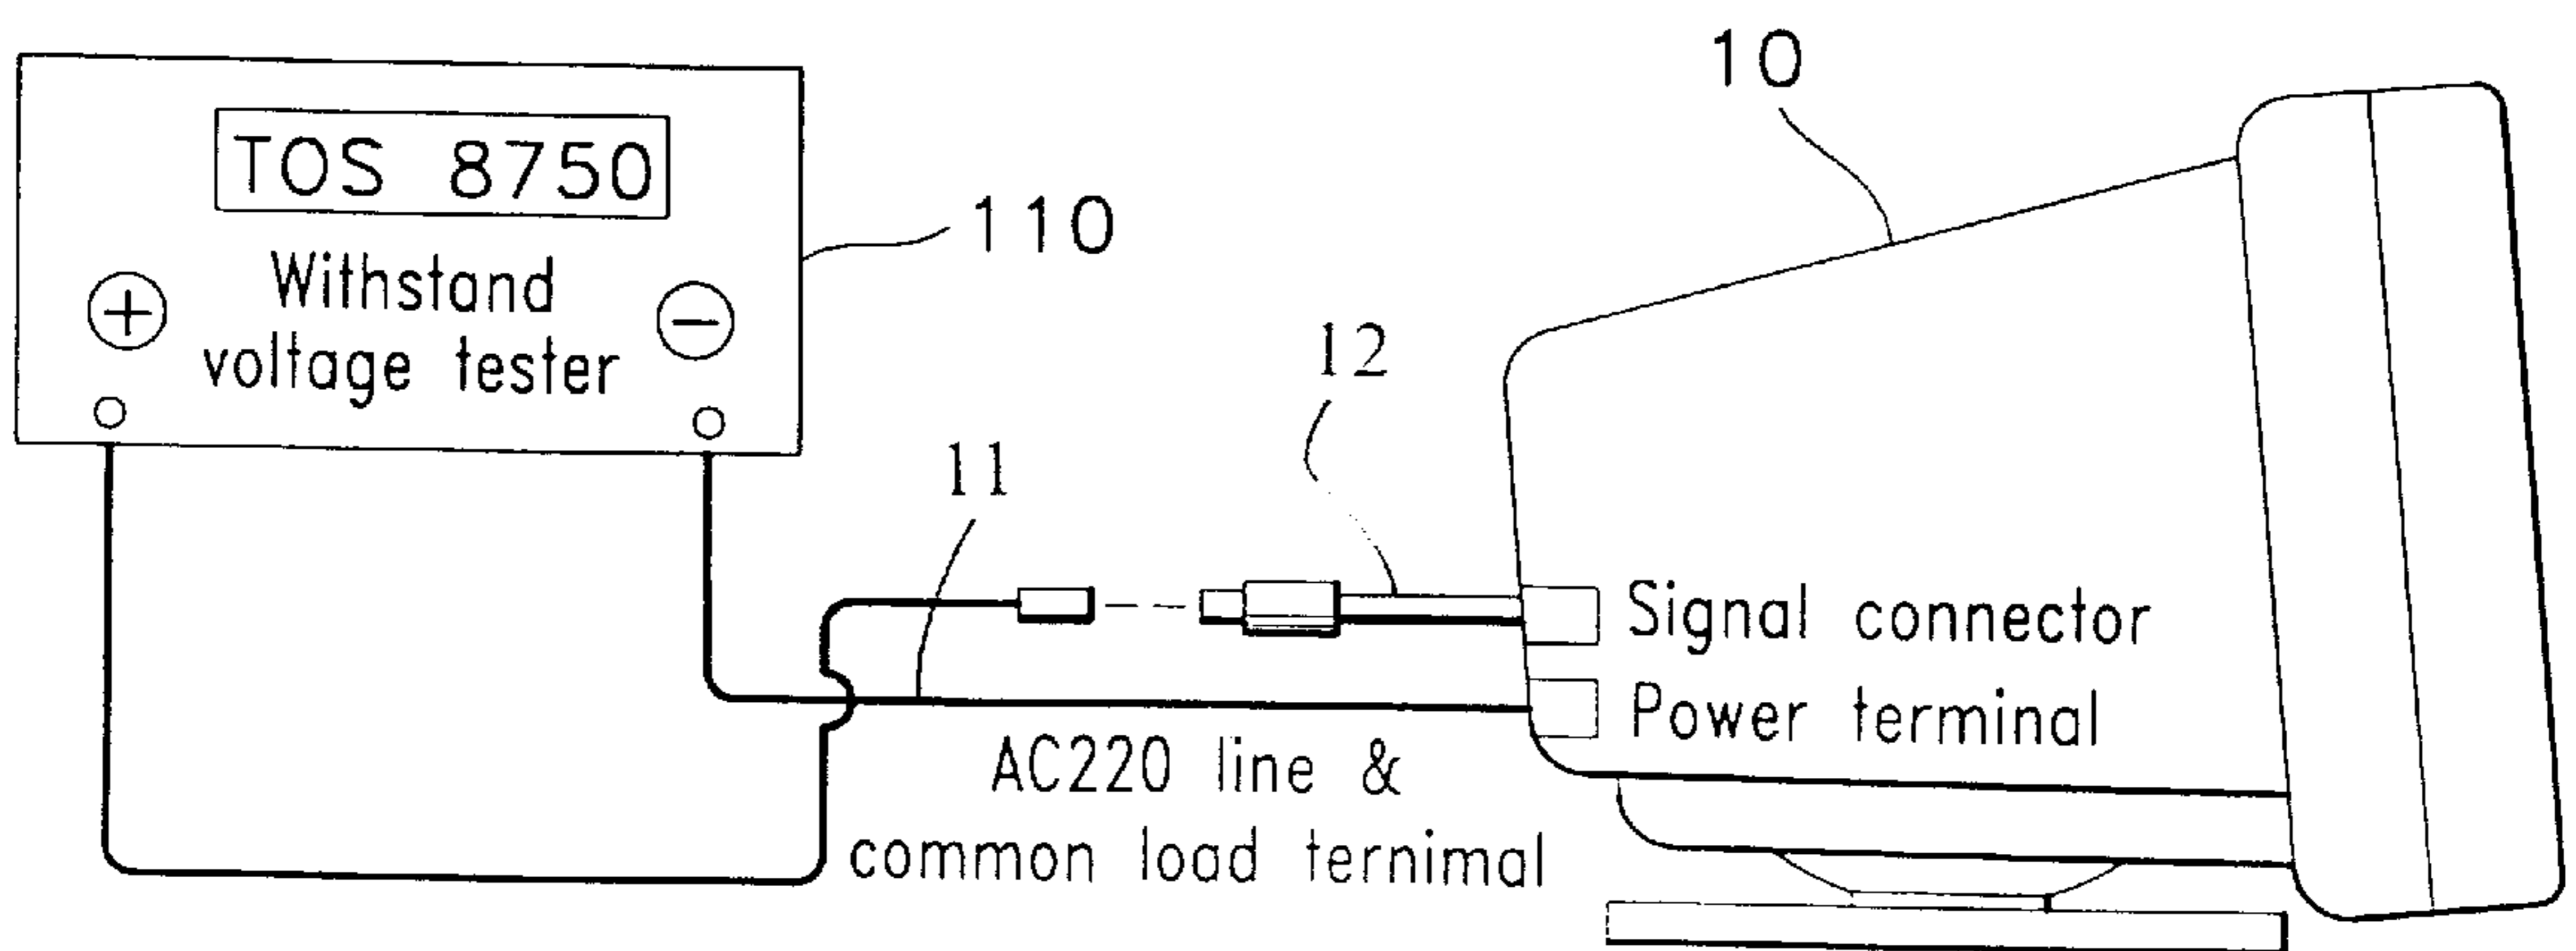 TOS 8750
Withstand
voltage tester
+
−
110
10
12
11
Signal connector
Power terminal
AC220 line &
common load ternimal